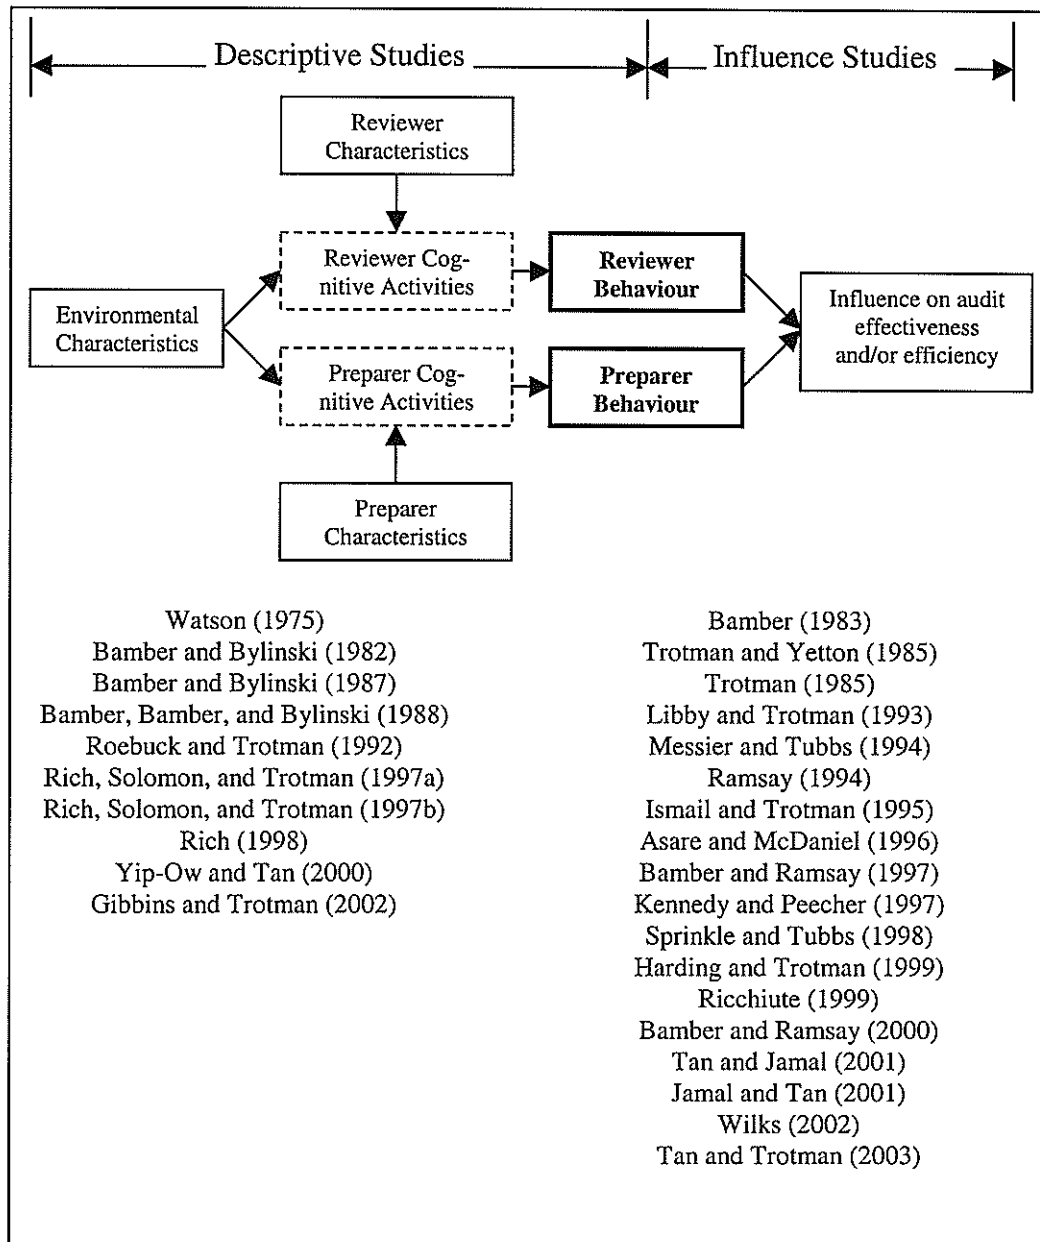 Descriptive Studies
Influence Studies
Reviewer
Characteristics
Reviewer Cog-
nitive Activities
Reviewer
Behaviour
Environmental
Characteristics
Influence on audit
effectiveness
and/or efficiency
Preparer Cog-
nitive Activities
Preparer
Behaviour
Preparer
Characteristics
Watson (1975)
Bamber and Bylinski (1982)
Bamber and Bylinski (1987)
Bamber, Bamber, and Bylinski (1988)
Roebuck and Trotman (1992)
Rich, Solomon, and Trotman (1997a)
Rich, Solomon, and Trotman (1997b)
Rich (1998)
Yip-Ow and Tan (2000)
Gibbins and Trotman (2002)
Bamber (1983)
Trotman and Yetton (1985)
Trotman (1985)
Libby and Trotman (1993)
Messier and Tubbs (1994)
Ramsay (1994)
Ismail and Trotman (1995)
Asare and McDaniel (1996)
Bamber and Ramsay (1997)
Kennedy and Peecher (1997)
Sprinkle and Tubbs (1998)
Harding and Trotman (1999)
Ricchiute (1999)
Bamber and Ramsay (2000)
Tan and Jamal (2001)
Jamal and Tan (2001)
Wilks (2002)
Tan and Trotman (2003)